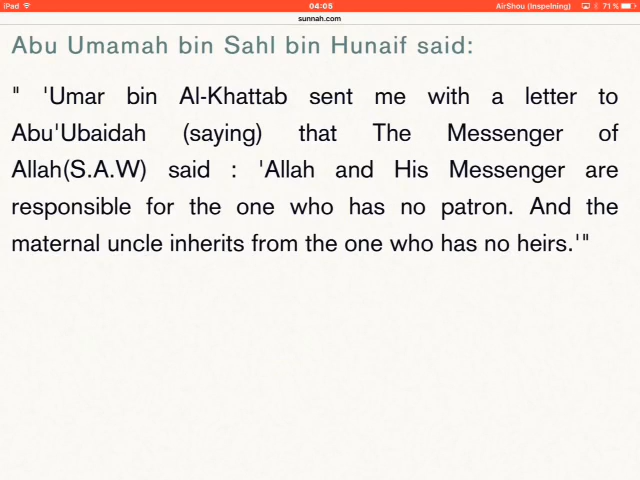 iPad 04:05 AirShou (Inspelning) 71 %
sunnah.com
Abu Umamah bin Sahl bin Hunaif said:
" 'Umar bin Al-Khattab sent me with a letter to
Abu'Ubaidah (saying) that The Messenger of
Allah(S.A.W) said : 'Allah and His Messenger are
responsible for the one who has no patron. And the
maternal uncle inherits from the one who has no heirs.'"